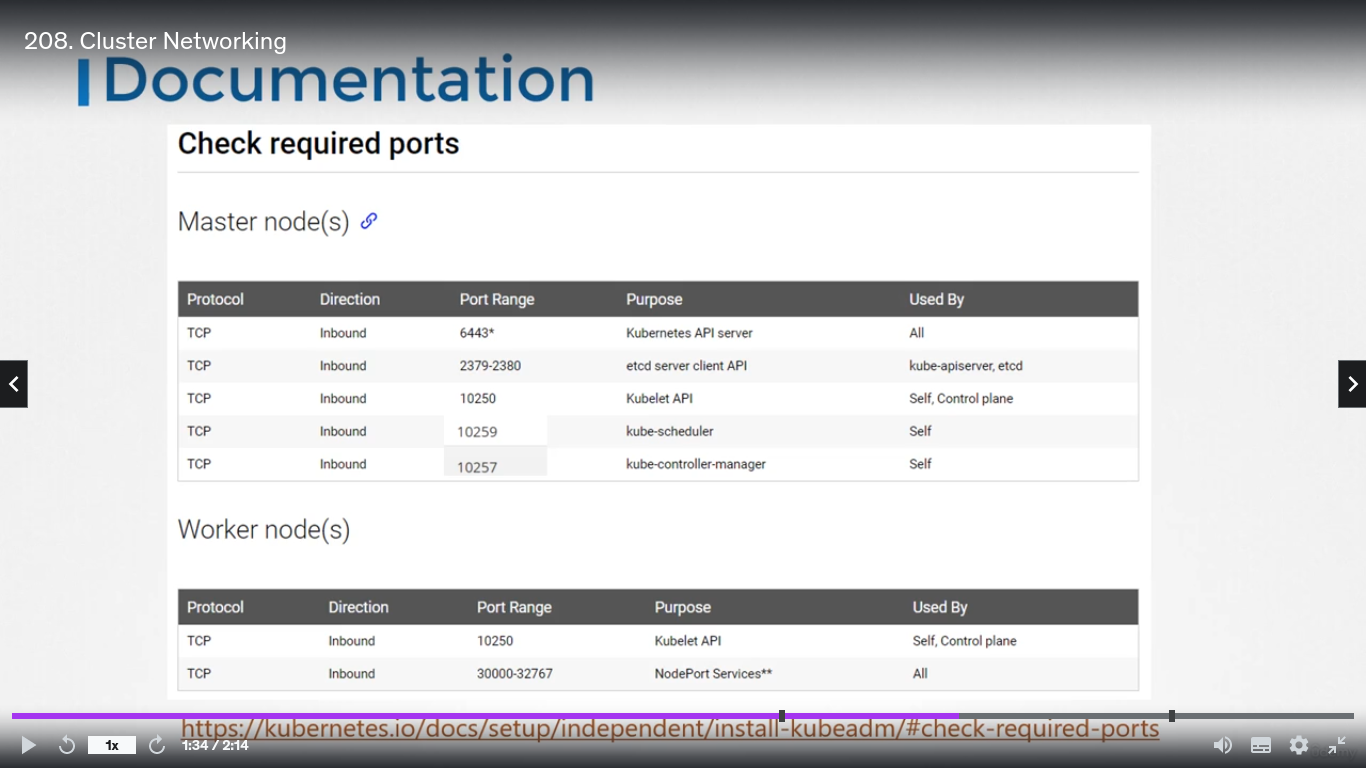 208. Cluster Networking
Documentation
Check required ports
Master node(s)
Protocol Direction Port Range Purpose Used By
TCP Inbound 6443* Kubernetes API server All
TCP Inbound 2379-2380 etcd server client API kube-apiserver, etcd
TCP Inbound 10250 Kubelet API Self, Control plane
TCP Inbound 10259 kube-scheduler Self
TCP Inbound 10257 kube-controller-manager Self
Worker node(s)
Protocol Direction Port Range Purpose Used By
TCP Inbound 10250 Kubelet API Self, Control plane
TCP Inbound 30000-32767 NodePort Services** All
https://kubernetes.io/docs/setup/independent/install-kubeadm/#check-required-ports
1x 1:34 / 2:14